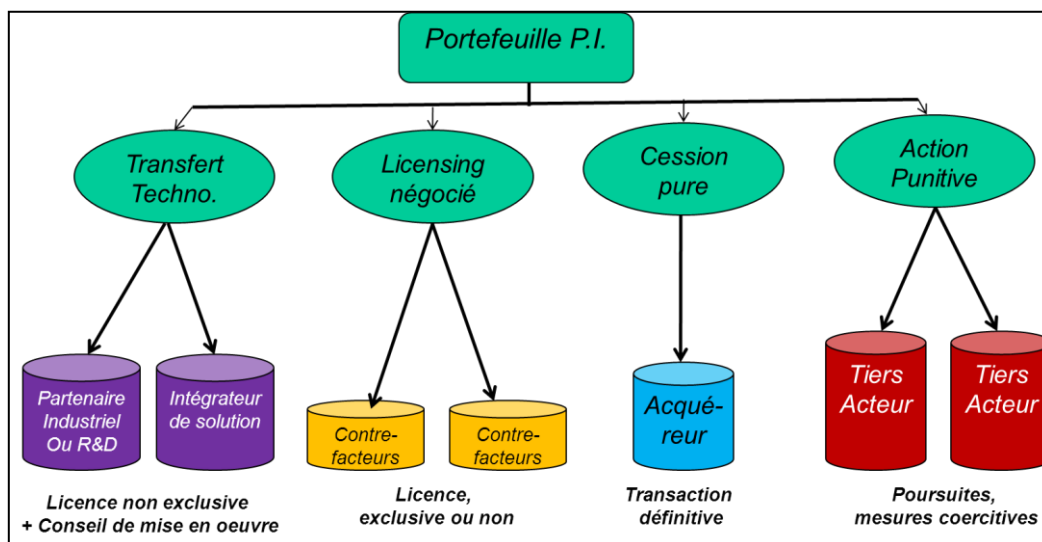 Portefeuille P.I.
Transfert
Techno.
Licensing
négocié
Cession
pure
Action
Punitive
Partenaire
Industriel
Ou R&D
Intégrateur
de solution
Contre-
facteurs
Contre-
facteurs
Acqué-
reur
Tiers
Acteur
Tiers
Acteur
Licence non exclusive
+ Conseil de mise en oeuvre
Licence,
exclusive ou non
Transaction
définitive
Poursuites,
mesures coercitives